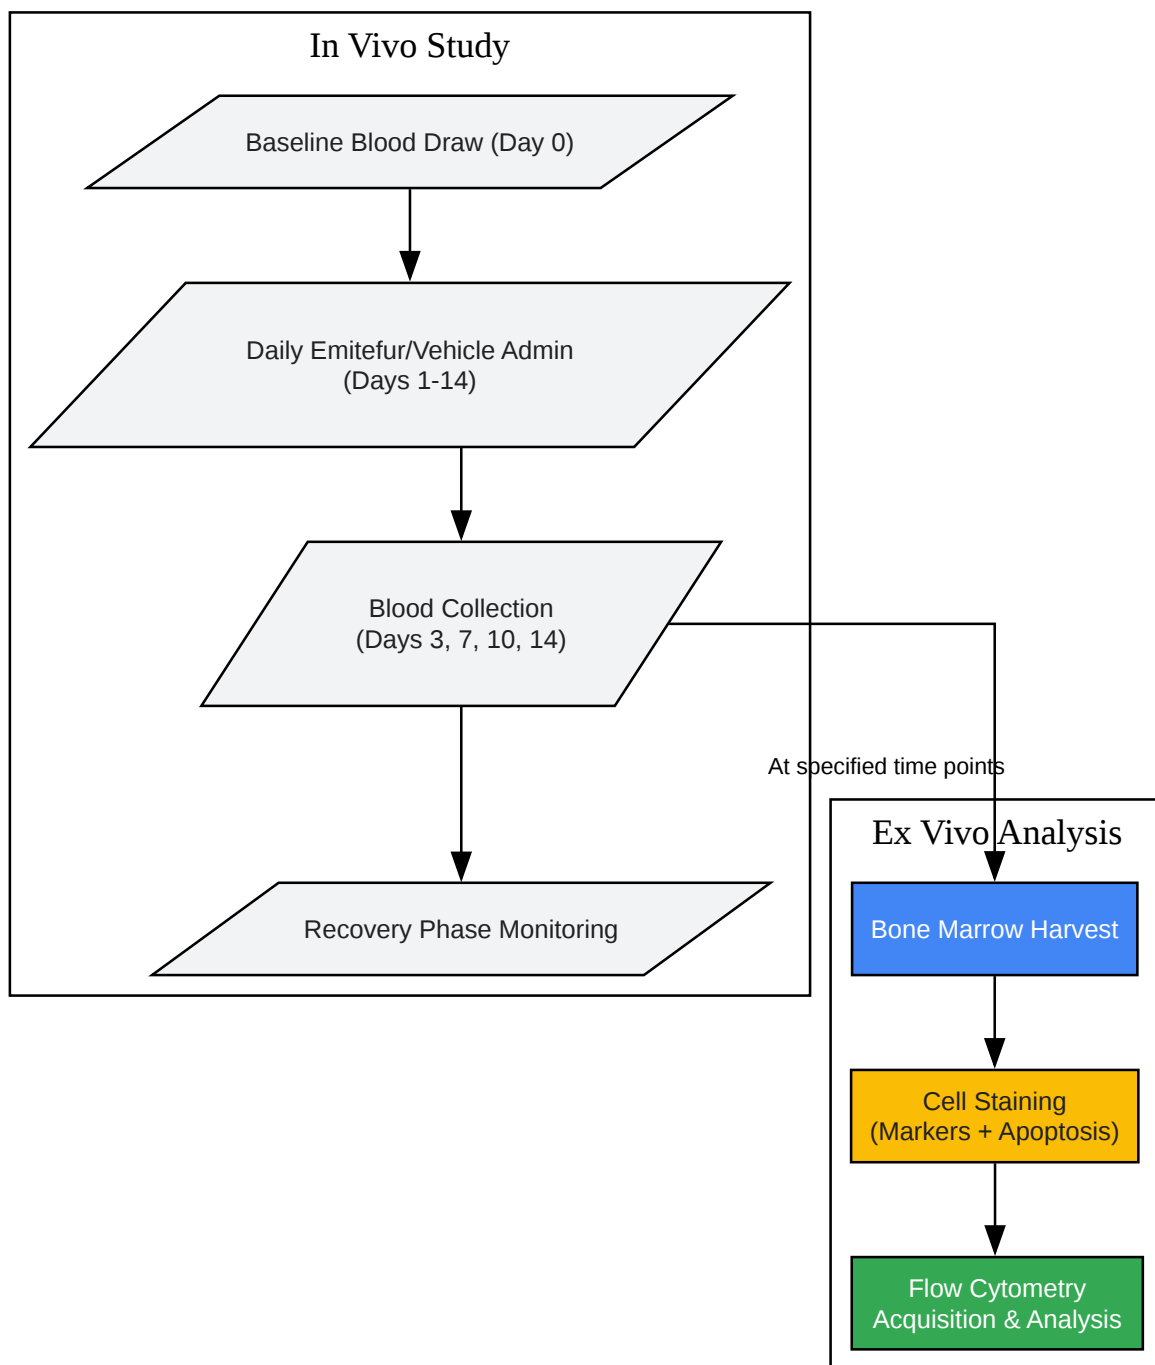 In Vivo Study
Baseline Blood Draw (Day 0)
Daily Emitefur/Vehicle Admin
(Days 1-14)
Blood Collection
(Days 3, 7, 10, 14)
At specified time points
Recovery Phase Monitoring
Ex Vivo Analysis
Bone Marrow Harvest
Cell Staining
(Markers + Apoptosis)
Flow Cytometry
Acquisition & Analysis